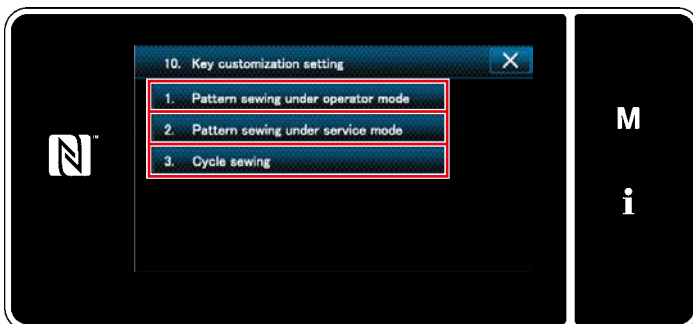 10. Key customization setting
1. Pattern sewing under operator mode
2. Pattern sewing under service mode
3. Cycle sewing
M
i
N